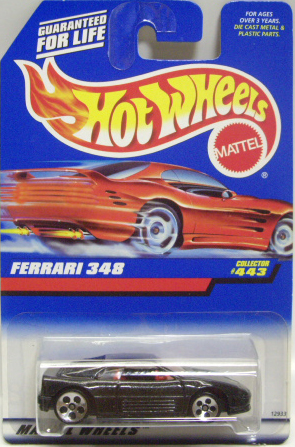 GUARANTEED
FOR LIFE
FOR AGES
OVER 3 YEARS.
DIE CAST METAL &
PLASTIC PARTS.
HOT WHEELS
MATTEL
®
FERRARI 348
COLLECTOR
#443
WHEELS